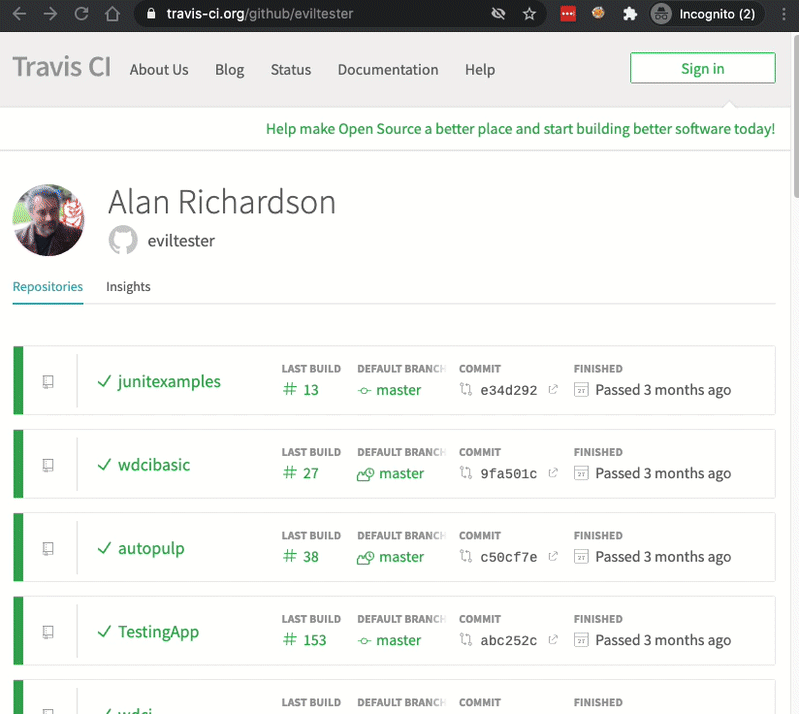 travis-ci.org/github/eviltester
Incognito (2)
Travis CI
About Us
Blog
Status
Documentation
Help
Sign in
Help make Open Source a better place and start building better software today!
Alan Richardson
eviltester
Repositories
Insights
LAST BUILD DEFAULT BRANCH COMMIT FINISHED
junitexamples # 13 master e34d292 Passed 3 months ago
LAST BUILD DEFAULT BRANCH COMMIT FINISHED
wdcibasic # 27 master 9fa501c Passed 3 months ago
LAST BUILD DEFAULT BRANCH COMMIT FINISHED
autopulp # 38 master c50cf7e Passed 3 months ago
LAST BUILD DEFAULT BRANCH COMMIT FINISHED
TestingApp # 153 master abc252c Passed 3 months ago
LAST BUILD DEFAULT BRANCH COMMIT FINISHED
wdci